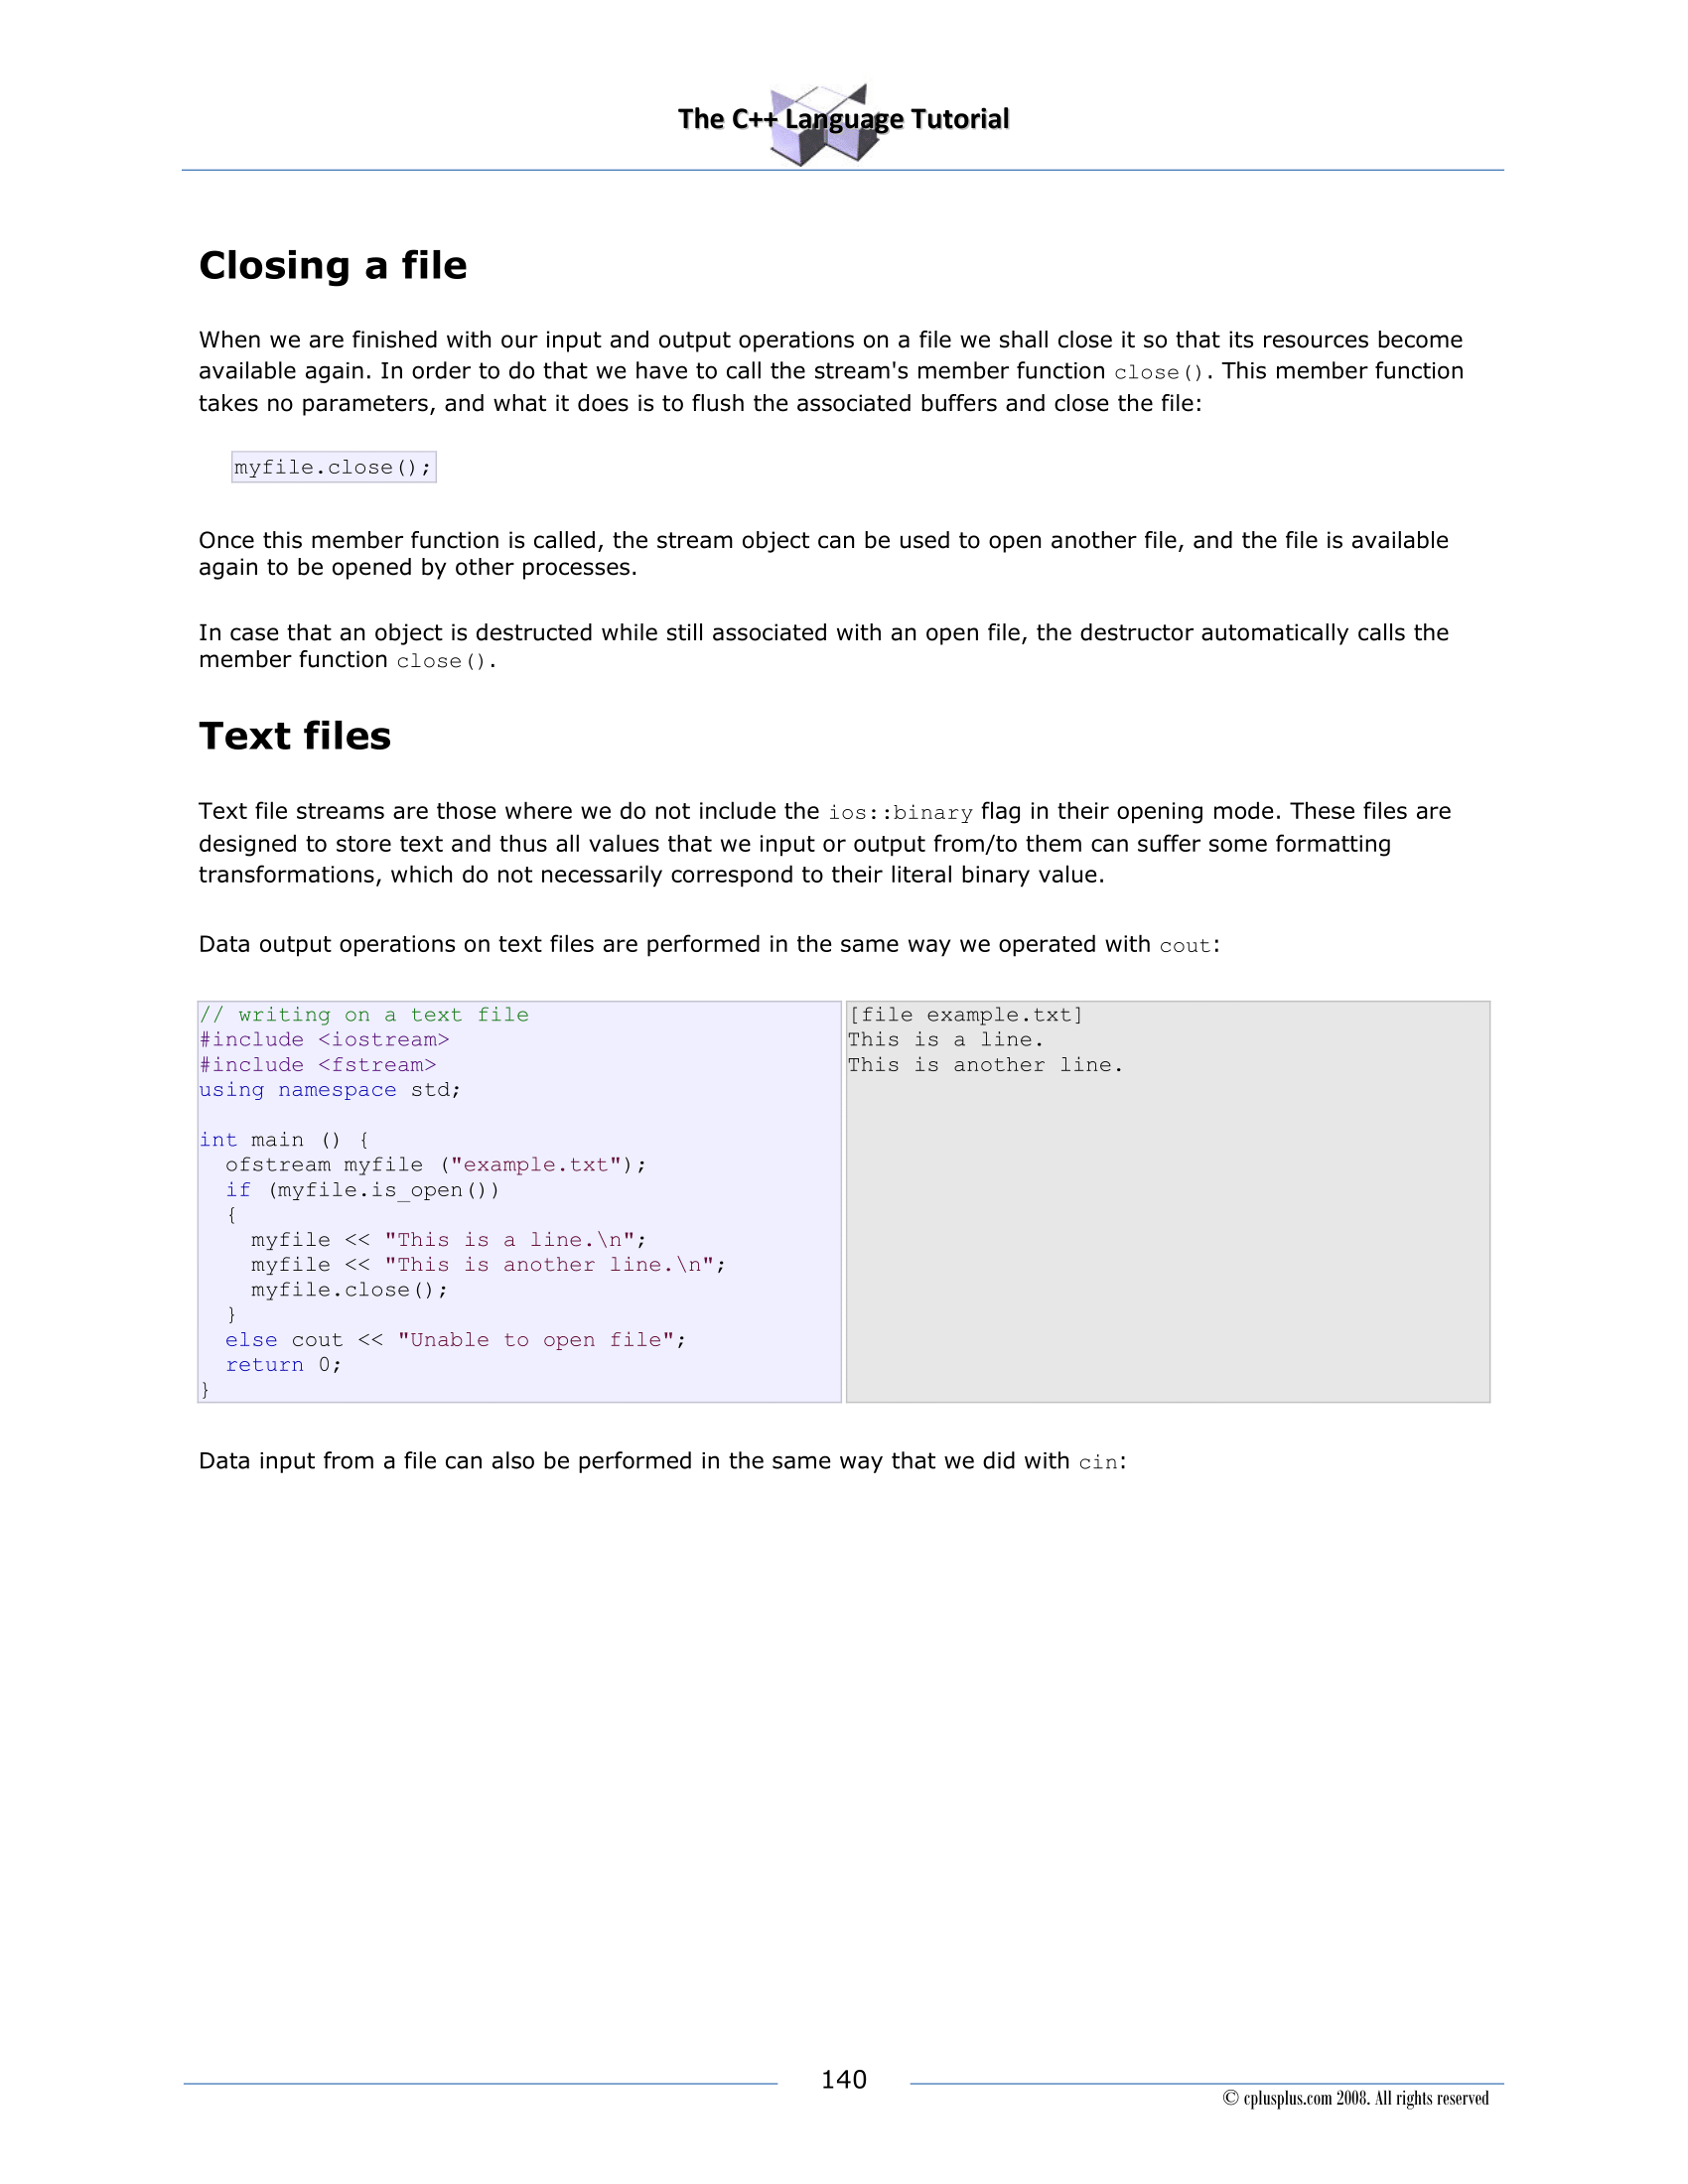 The C++ Language Tutorial
Closing a file
When we are finished with our input and output operations on a file we shall close it so that its resources become
available again. In order to do that we have to call the stream's member function close(). This member function
takes no parameters, and what it does is to flush the associated buffers and close the file:
myfile.close();
Once this member function is called, the stream object can be used to open another file, and the file is available
again to be opened by other processes.
In case that an object is destructed while still associated with an open file, the destructor automatically calls the
member function close().
Text files
Text file streams are those where we do not include the ios::binary flag in their opening mode. These files are
designed to store text and thus all values that we input or output from/to them can suffer some formatting
transformations, which do not necessarily correspond to their literal binary value.
Data output operations on text files are performed in the same way we operated with cout:
// writing on a text file
#include <iostream>
#include <fstream>
using namespace std;
int main () {
  ofstream myfile ("example.txt");
  if (myfile.is_open())
  {
    myfile << "This is a line.\n";
    myfile << "This is another line.\n";
    myfile.close();
  }
  else cout << "Unable to open file";
  return 0;
}
[file example.txt]
This is a line.
This is another line.
Data input from a file can also be performed in the same way that we did with cin:
140
© cplusplus.com 2008. All rights reserved